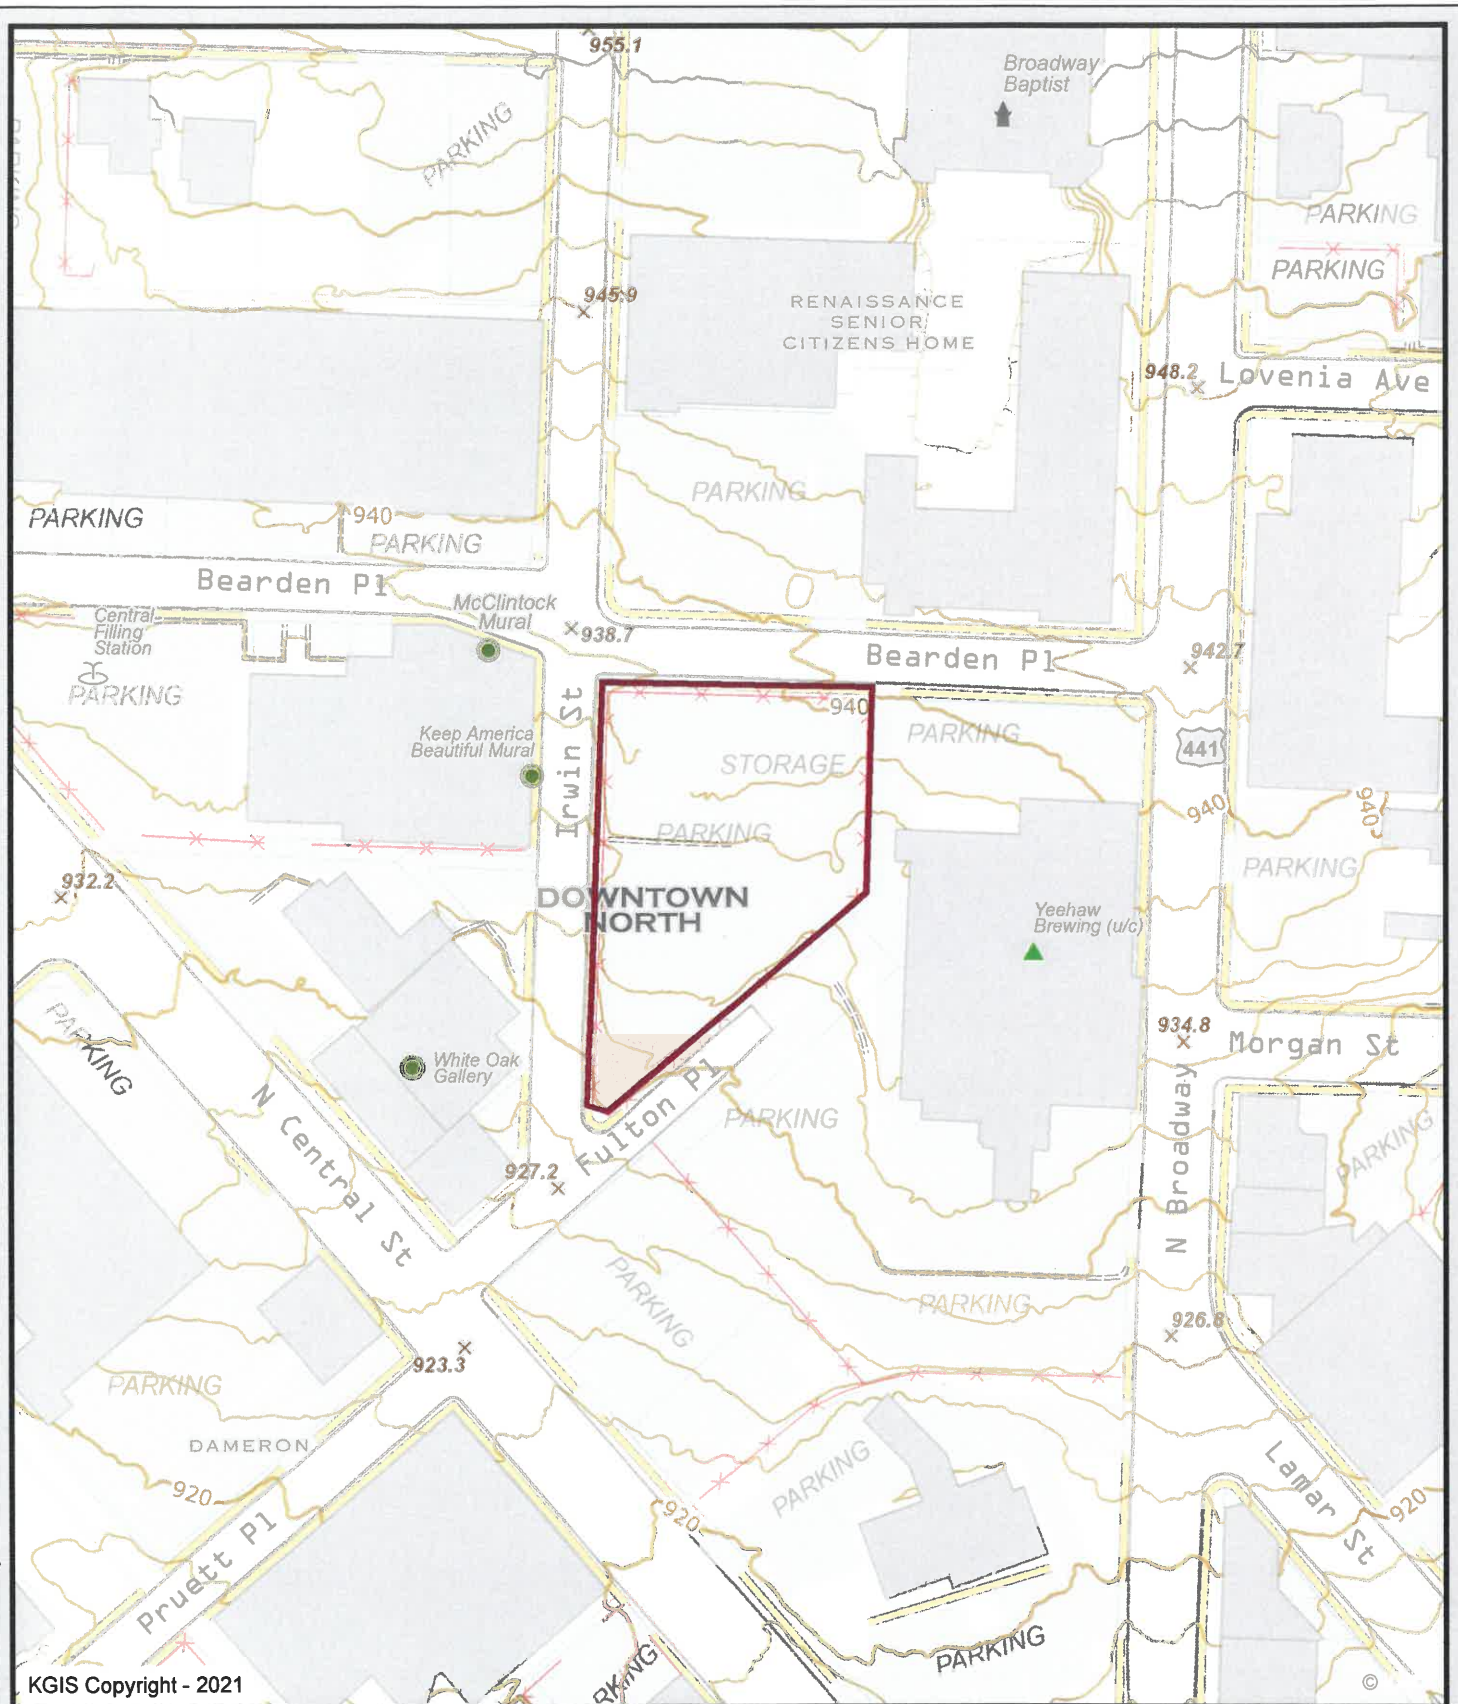 955.1
Broadway
Baptist
PARKING
PARKING
PARKING
945.9
RENAISSANCE
SENIOR
CITIZENS HOME
948.2
Lovenia Ave
PARKING
PARKING
940
PARKING
Bearden Pl
McClintock
Mural
Central
Filling
Station
938.7
PARKING
Bearden Pl
942.7
Irwin St
940
Keep America
Beautiful Mural
STORAGE
PARKING
441
PARKING
940
940
PARKING
932.2
DOWNTOWN
NORTH
Yeehaw
Brewing (u/c)
PARKING
934.8
Morgan St
White Oak
Gallery
Fulton Pl
PARKING
PARKING
N Central St
927.2
N Broadway
PARKING
PARKING
926.8
923.3
PARKING
DAMERON
920
PARKING
920
Lamar St
920
Pruett Pl
PARKING
KGIS Copyright - 2021
©